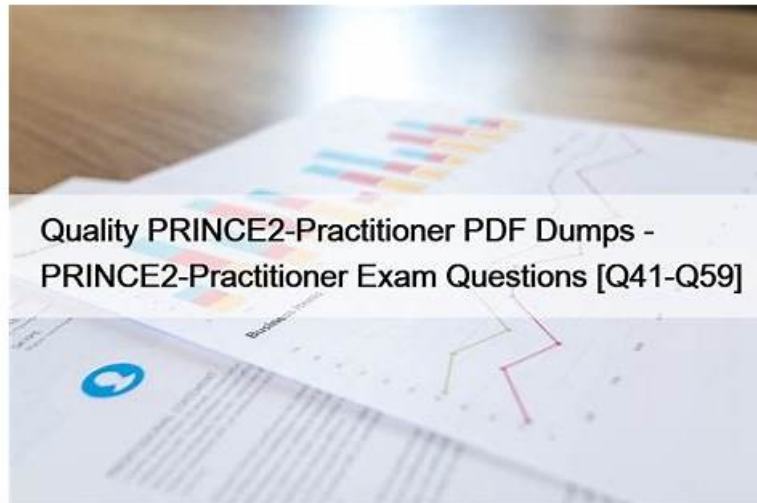 Quality PRINCE2-Practitioner PDF Dumps -
PRINCE2-Practitioner Exam Questions [Q41-Q59]